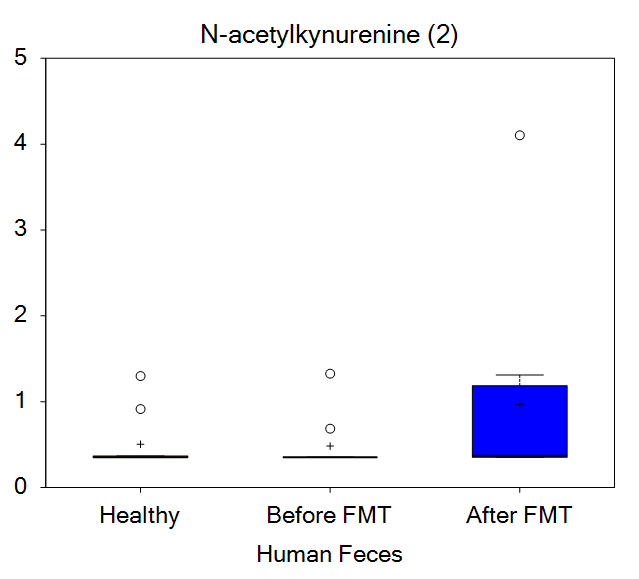 N-acetylkynurenine (2)
5
4
3
2
1
0
Healthy
Before FMT
After FMT
Human Feces